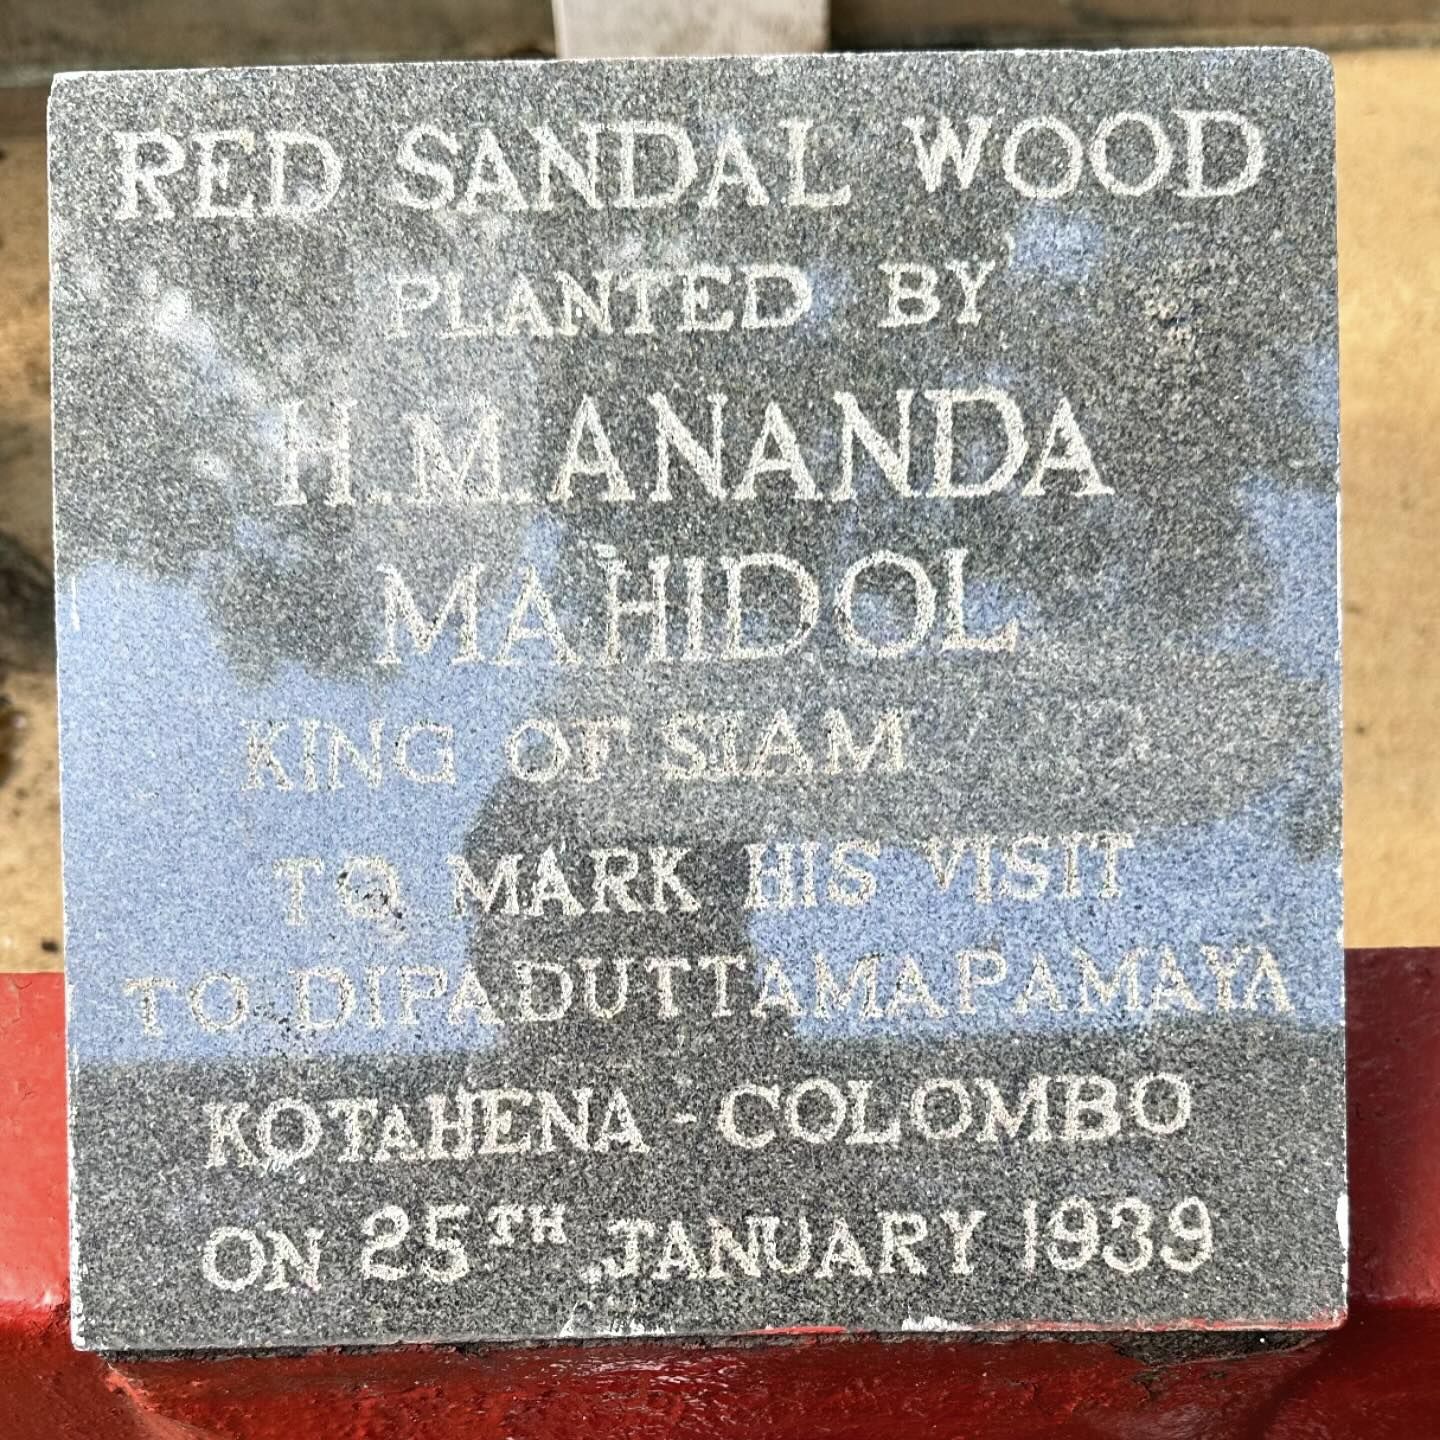 RED SANDAL WOOD
PLANTED BY
H.M.ANANDA
MAHIDOL
KING OF SIAM
TO MARK HIS VISIT
TO DIPADUTTAMAPAMAYA
KOTAHENA - COLOMBO
ON 25TH JANUARY 1939